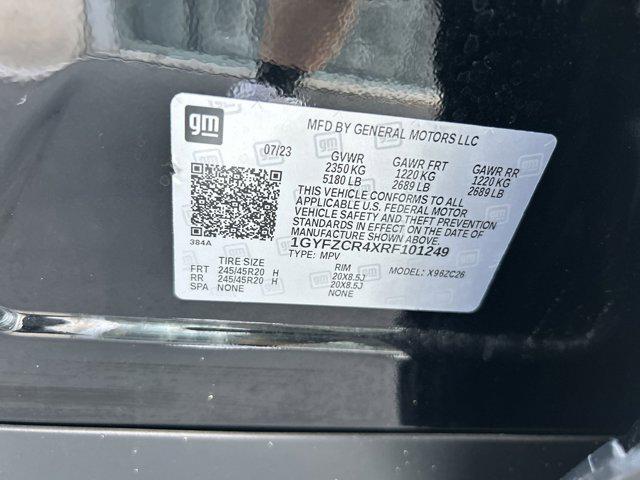 gm
MFD BY GENERAL MOTORS LLC
07/23 GVWR GAWR FRT GAWR RR
2350 KG 1220 KG 1220 KG
5180 LB 2689 LB 2689 LB
THIS VEHICLE CONFORMS TO ALL
APPLICABLE U.S. FEDERAL MOTOR
VEHICLE SAFETY AND THEFT PREVENTION
STANDARDS IN EFFECT ON THE DATE OF
MANUFACTURE SHOWN ABOVE.
384A 1GYFZCR4XRF101249
TYPE: MPV
TIRE SIZE RIM MODEL: X96ZC26
FRT 245/45R20 H 20X8.5J
RR 245/45R20 H 20X8.5J
SPA NONE NONE